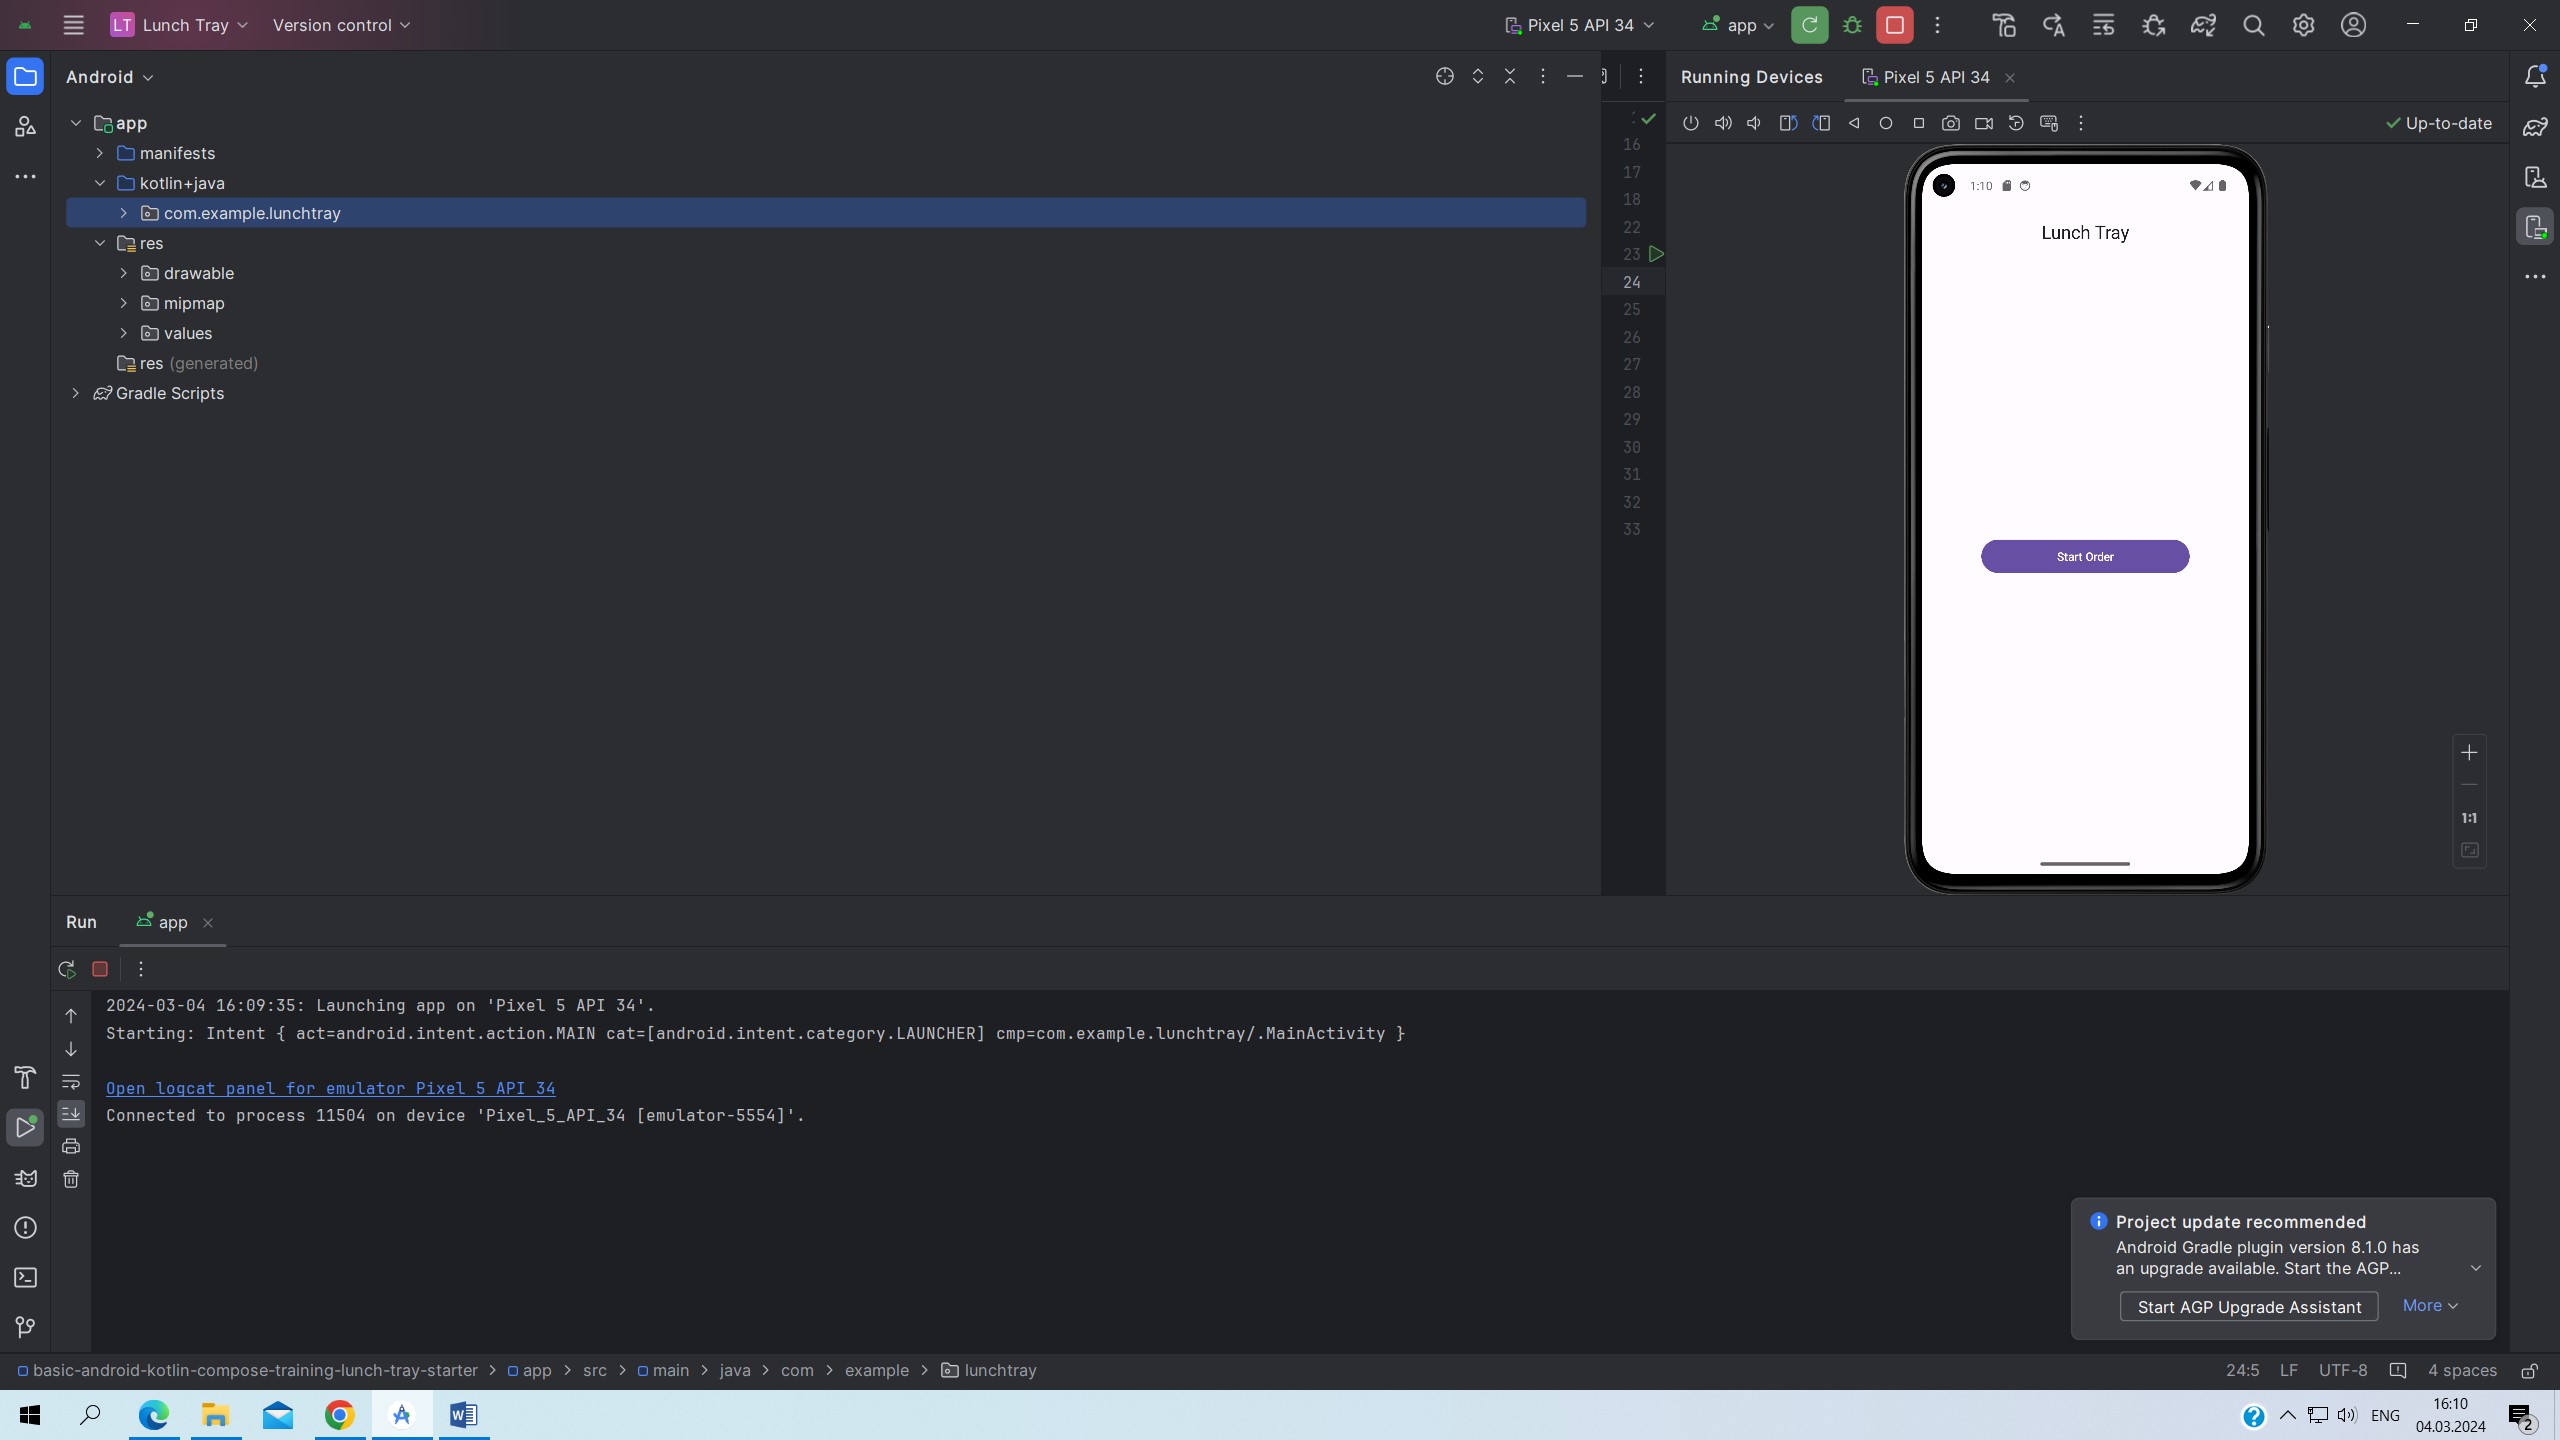 LT Lunch Tray Version control Pixel 5 API 34 app
Android
app
manifests
kotlin+java
com.example.lunchtray
res
drawable
mipmap
values
res (generated)
Gradle Scripts
16
17
18
22
23
24
25
26
27
28
29
30
31
32
33
Running Devices Pixel 5 API 34
Up-to-date
1:10
Lunch Tray
Start Order
1:1
Run app
2024-03-04 16:09:35: Launching app on 'Pixel 5 API 34'.
Starting: Intent { act=android.intent.action.MAIN cat=[android.intent.category.LAUNCHER] cmp=com.example.lunchtray/.MainActivity }
Open logcat panel for emulator Pixel 5 API 34
Connected to process 11504 on device 'Pixel_5_API_34 [emulator-5554]'.
Project update recommended
Android Gradle plugin version 8.1.0 has
an upgrade available. Start the AGP...
Start AGP Upgrade Assistant More
basic-android-kotlin-compose-training-lunch-tray-starter > app > src > main > java > com > example > lunchtray
24:5 LF UTF-8 4 spaces
ENG
16:10
04.03.2024
2